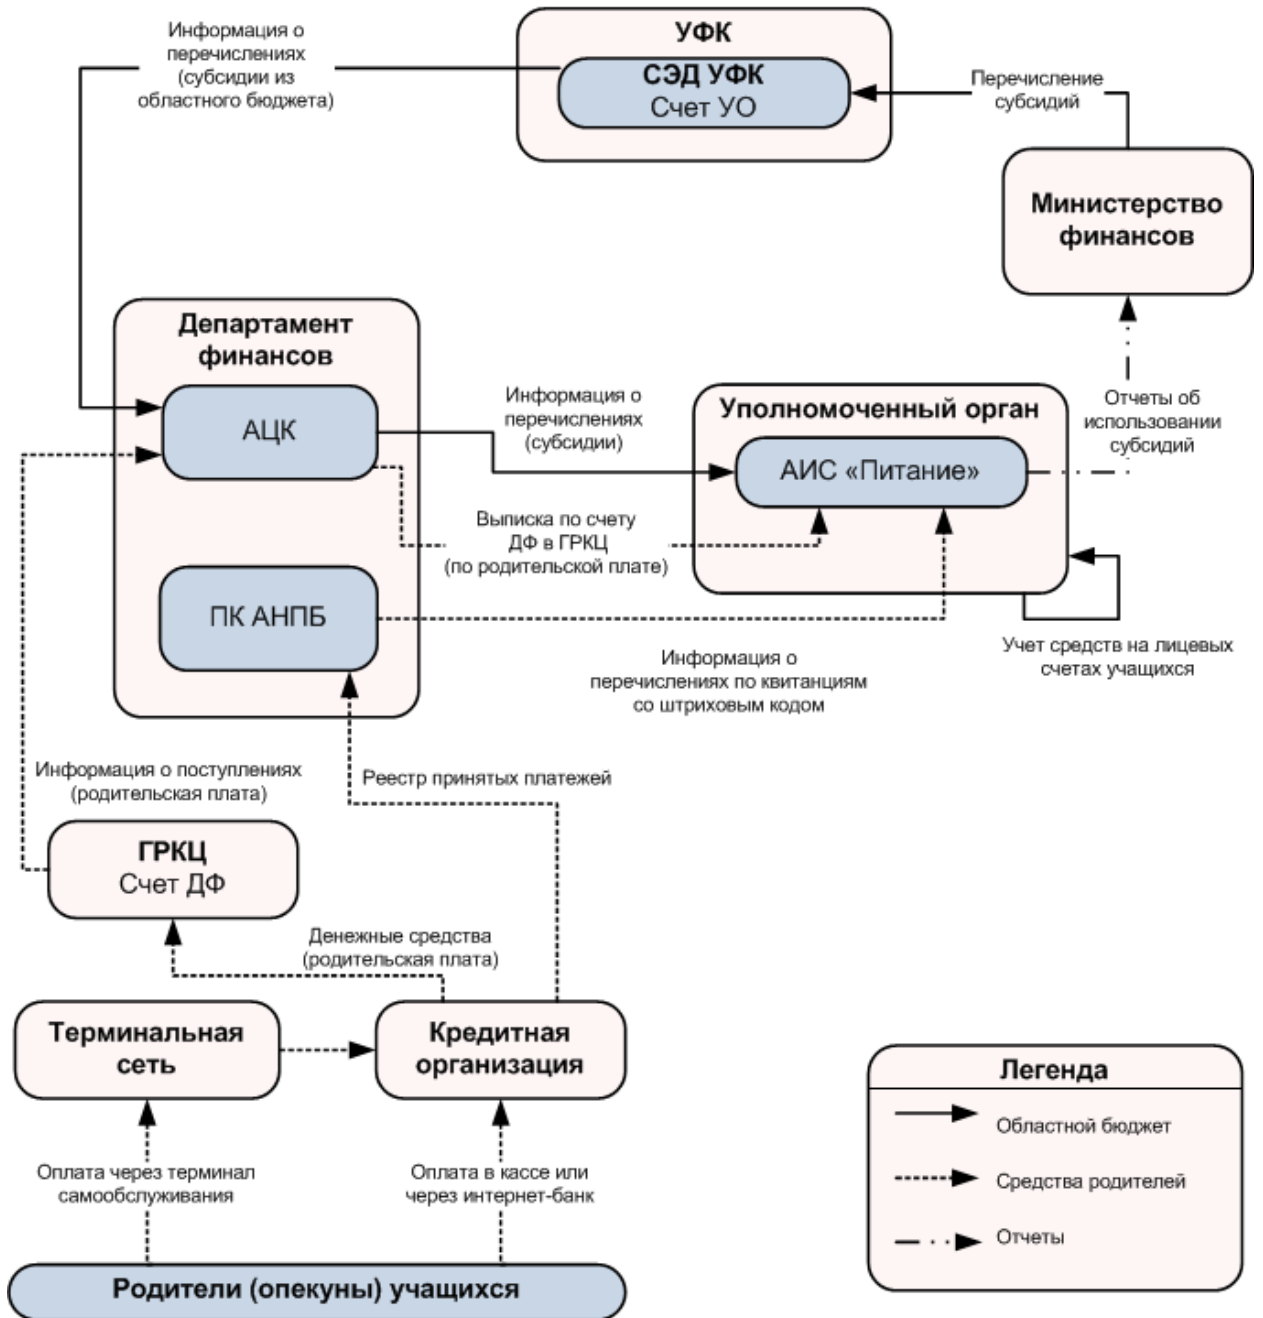 Информация о
перечислениях
(субсидии из
областного бюджета)
УФК
СЭД УФК
Счет УО
Перечисление
субсидий
Министерство
финансов
Департамент
финансов
АЦК
Информация о
перечислениях
(субсидии)
Уполномоченный орган
АИС «Питание»
Отчеты об
использовании
субсидий
Выписка по счету
ДФ в ГРКЦ
(по родительской плате)
ПК АНПБ
Информация о
перечислениях по квитанциям
со штриховым кодом
Учет средств на лицевых
счетах учащихся
Информация о поступлениях
(родительская плата)
Реестр принятых платежей
ГРКЦ
Счет ДФ
Денежные средства
(родительская плата)
Терминальная
сеть
Кредитная
организация
Оплата через терминал
самообслуживания
Оплата в кассе или
через интернет-банк
Родители (опекуны) учащихся
Легенда
Областной бюджет
Средства родителей
Отчеты